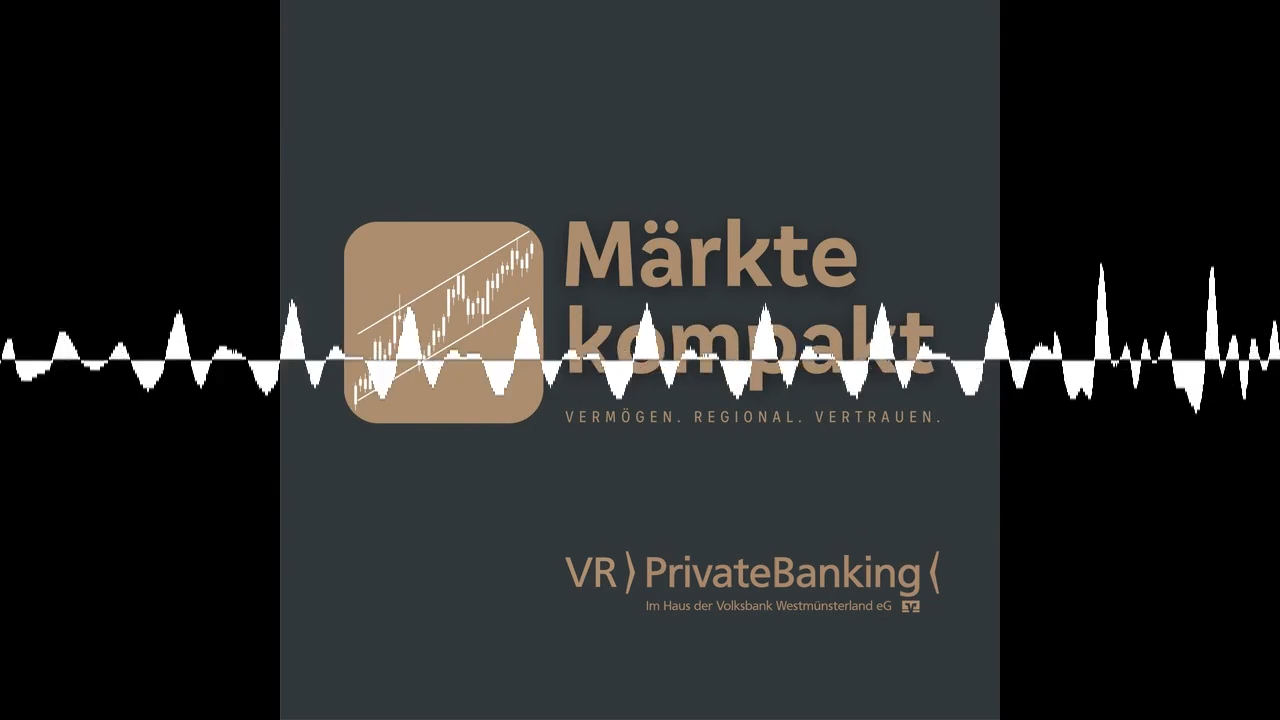 Märkte
kompakt
VERMÖGEN. REGIONAL. VERTRAUEN.
VR PrivateBanking
Im Haus der Volksbank Westmünsterland eG